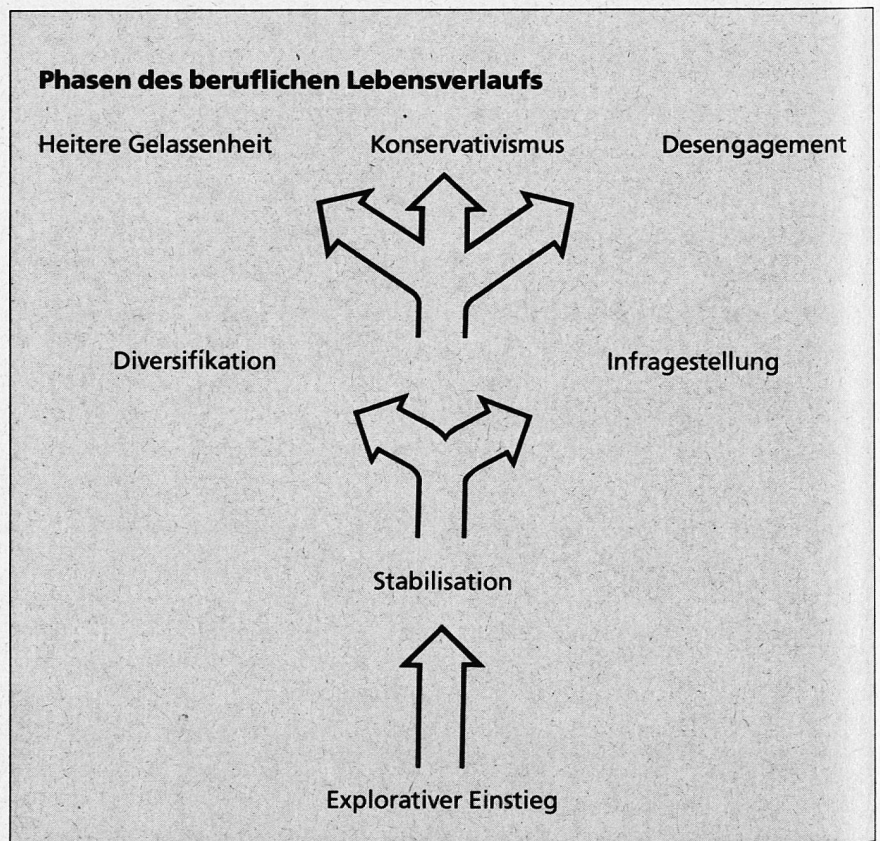 Phasen des beruflichen Lebensverlaufs
Heitere Gelassenheit Konservativismus Desengagement
Diversifikation Infragestellung
Stabilisation
Explorativer Einstieg